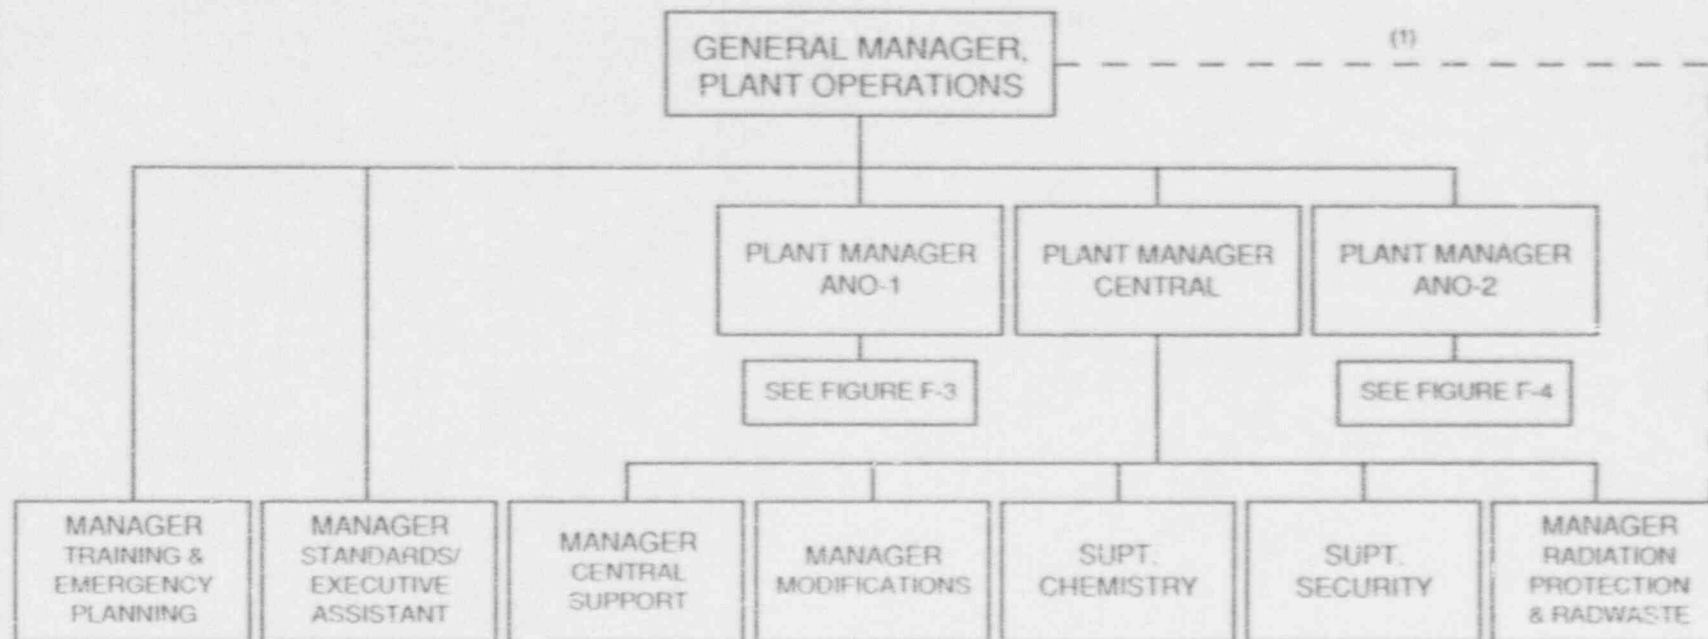 GENERAL MANAGER,
PLANT OPERATIONS
(1)
PLANT MANAGER
ANO-1
PLANT MANAGER
CENTRAL
PLANT MANAGER
ANO-2
SEE FIGURE F-3
SEE FIGURE F-4
MANAGER
TRAINING &
EMERGENCY
PLANNING
MANAGER
STANDARDS/
EXECUTIVE
ASSISTANT
MANAGER
CENTRAL
SUPPORT
MANAGER
MODIFICATIONS
SUPT.
CHEMISTRY
SUPT.
SECURITY
MANAGER
RADIATION
PROTECTION
& RADWASTE